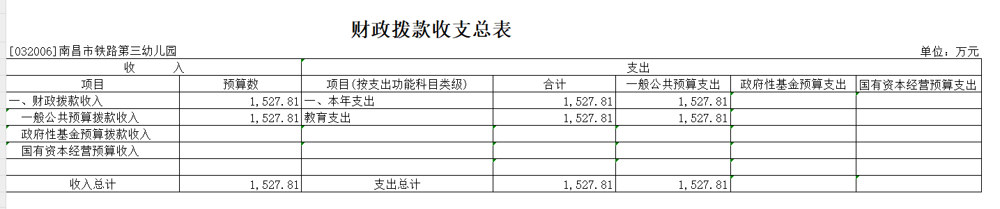 财政拨款收支总表
[032006]南昌市铁路第三幼儿园 单位：万元
收 入 支出
项目 预算数 项目(按支出功能科目类级) 合计 一般公共预算支出 政府性基金预算支出 国有资本经营预算支出
一、财政拨款收入 1,527.81 一、本年支出 1,527.81 1,527.81
一般公共预算拨款收入 1,527.81 教育支出 1,527.81 1,527.81
政府性基金预算拨款收入
国有资本经营预算收入
收入总计 1,527.81 支出总计 1,527.81 1,527.81